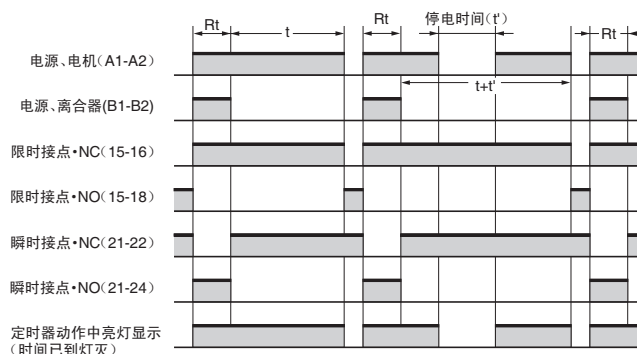 Rt
t
Rt
停电时间(t')
Rt
电源、电机(A1-A2)
t+t'
电源、离合器(B1-B2)
限时接点•NC(15-16)
限时接点•NO(15-18)
瞬时接点•NC(21-22)
瞬时接点•NO(21-24)
定时器动作中亮灯显示
(时间已到灯灭)